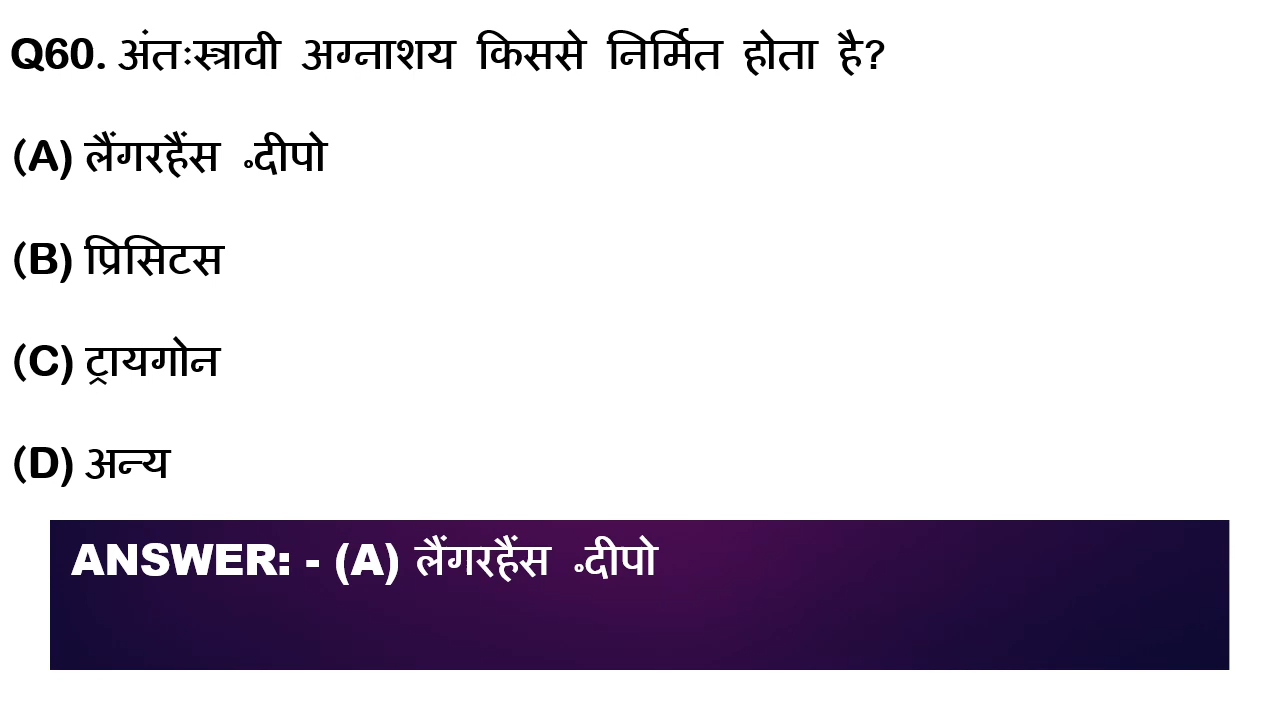 Q60. अंतःस्त्रावी अग्नाशय किससे निर्मित होता है?
(A) लैंगरहैंस ॰दीपो
(B) प्रिसिटस
(C) ट्रायगोन
(D) अन्य
ANSWER: - (A) लैंगरहैंस ॰दीपो